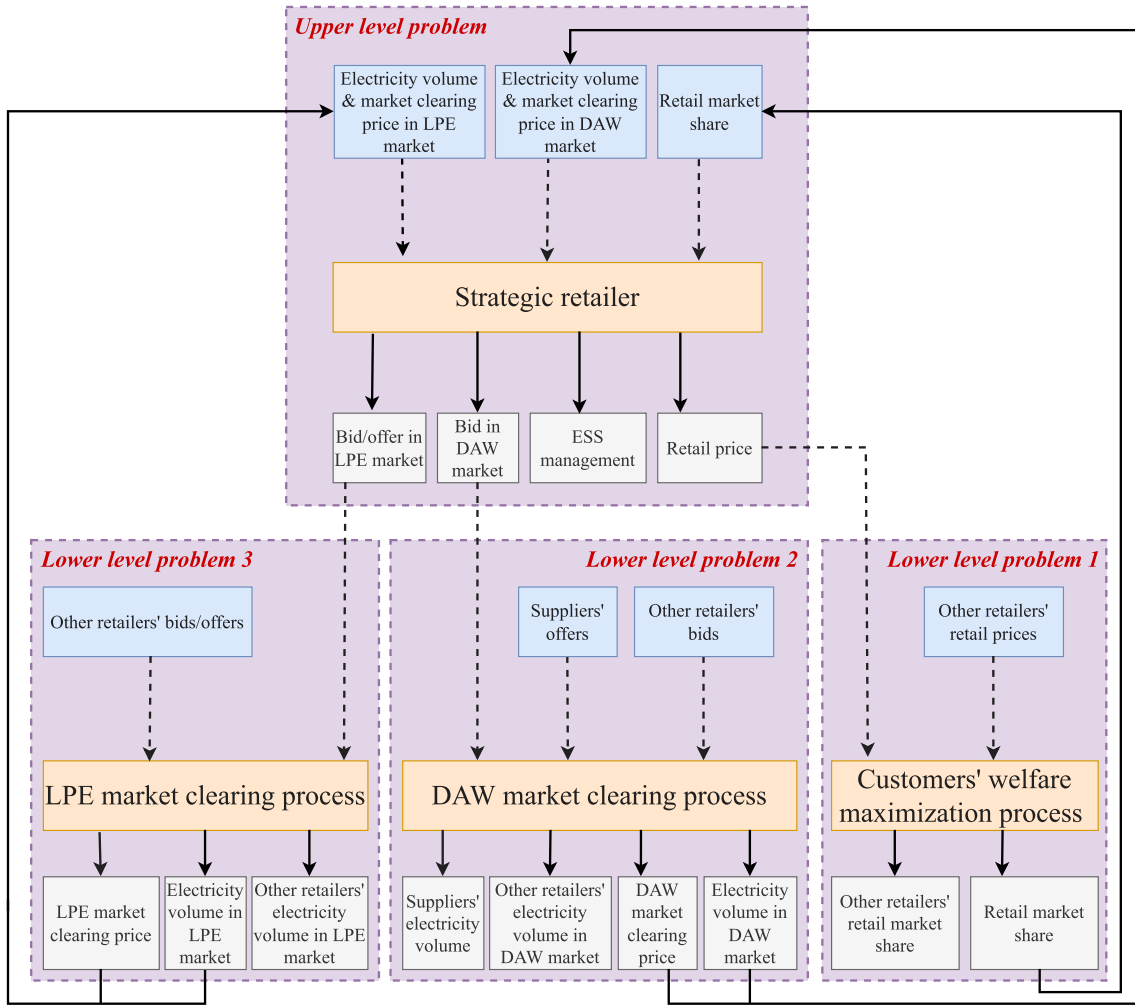 Upper level problem
Electricity volume
& market clearing
price in LPE
market
Electricity volume
& market clearing
price in DAW
market
Retail market
share
Strategic retailer
Bid/offer in
LPE market
Bid in
DAW
market
ESS
management
Retail price
Lower level problem 3
Other retailers' bids/offers
LPE market clearing process
LPE market
clearing price
Electricity
volume in
LPE
market
Other retailers'
electricity
volume in LPE
market
Lower level problem 2
Suppliers'
offers
Other retailers'
bids
DAW market clearing process
Suppliers'
electricity
volume
Other retailers'
electricity
volume in
DAW market
DAW
market
clearing
price
Electricity
volume in
DAW
market
Lower level problem 1
Other retailers'
retail prices
Customers' welfare
maximization process
Other retailers'
retail market
share
Retail market
share